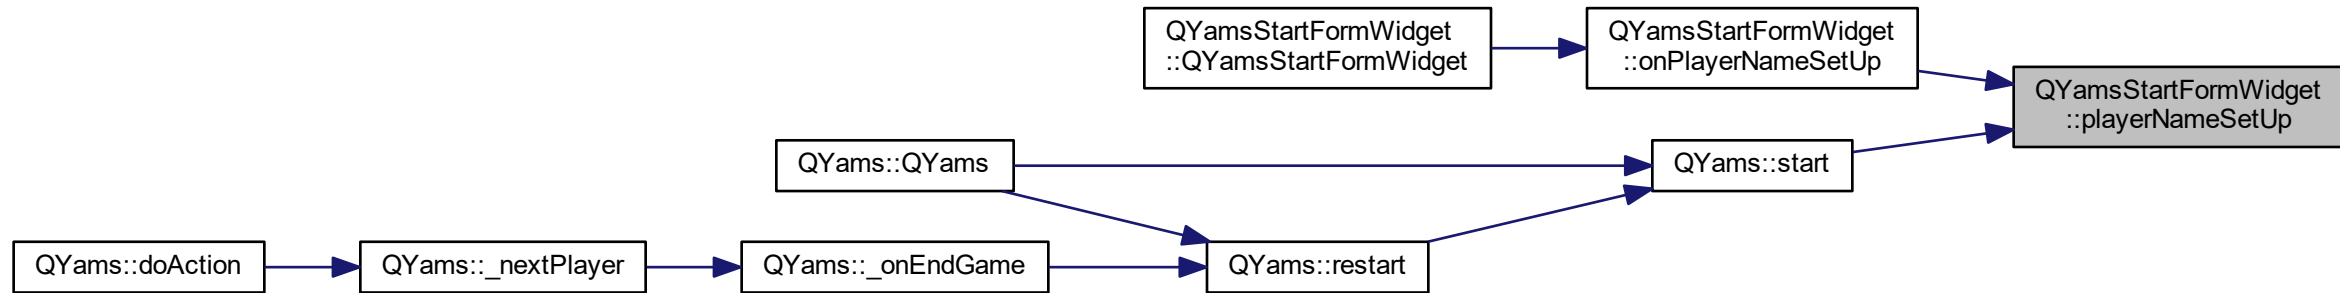 QYamsStartFormWidget
::QYamsStartFormWidget
QYamsStartFormWidget
::onPlayerNameSetUp
QYamsStartFormWidget
::playerNameSetUp
QYams::QYams
QYams::start
QYams::doAction
QYams::_nextPlayer
QYams::_onEndGame
QYams::restart